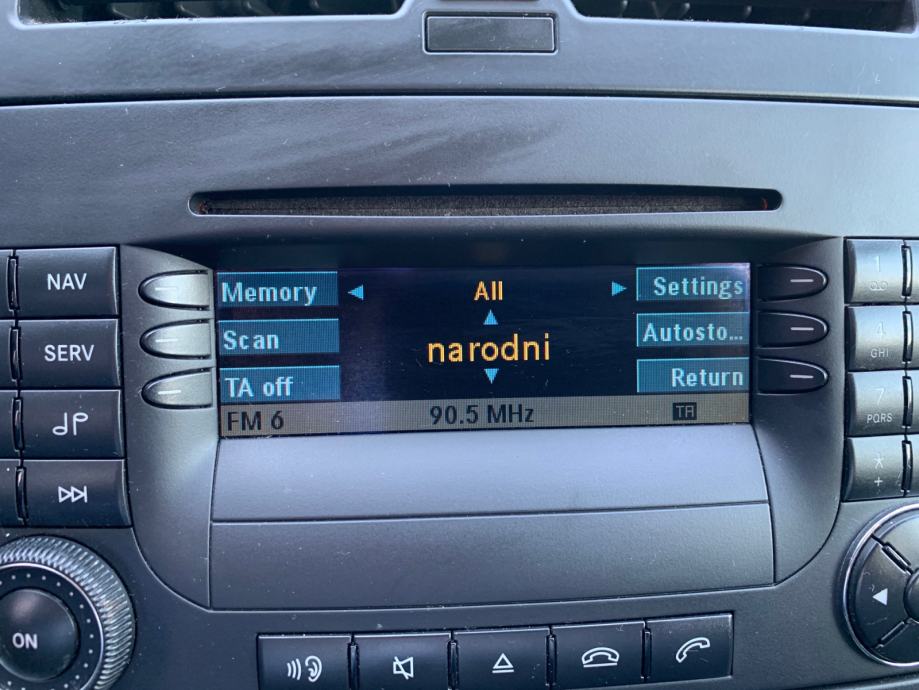 NAV
SERV
ON
Memory
Scan
TA off
All
narodni
Settings
Autosto...
Return
FM 6
90.5 MHz
TA
1
4
GHI
7
PQRS
*
+